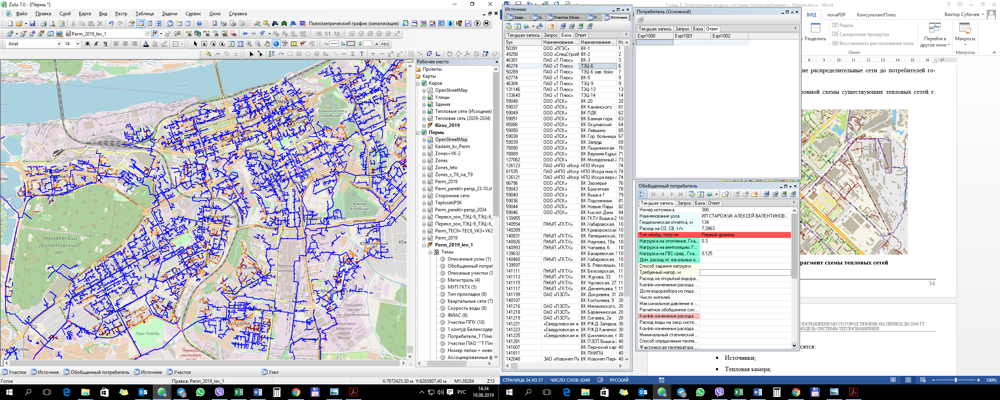 Zulu 7.0 - [Пермь *]
Файл Правка Слой Карта Вид Растр Таблица Задачи Сервис Окно Справка
Пьезометрический график (канализация)
Perm_2019_lev_1
Arial 14 Ж К Ч
Кама
Рабочее место
Проекты
Карты
Киров
OpenStreetMap
Улицы
Здания
Тепловые сети (Исходная)
Тепловая сеть (2029-2034)
Kirov_2019
Пермь
OpenStreetMap
Kadastr_kv_Perm
Zones+VK-2
Zones
Zones_leto
Zones_s_T6_na_T9
Perm_2019
Perm_perekl+persp_23.10.zl
Сторонние сети
TeplosetiPSK
Perm_perekl+persp_2034
Перекл_зон_ТЭЦ-9_ТЭЦ-6_
Перекл_зон_ТЭЦ-9_ТЭЦ-6_
Perm_TEC9+TEC6_VK3+VK2
Perm_2019
Perm_2019_lev_1
Темы
Описанные узлы (1)
Обобщенный потреб
Описаные участки (3
Магистраль (4)
МУП ГКТХ (5)
Тип прокладки (6)
Квартальные сети (7)
Скорость воды (8)
ФИАС (9)
Участки ППУ (10)
1 контур Балансодер
Потребители_Т Плю
Участки ПАО ""Т Пл
Номер папки + инве
Ассоциированные ф
Егошихинское кладбище
Южное кладбище
улица Чкалова
Черняевский (Балатовский) лес
Парк Победы
Пермский институт ФСИН
Площадка завода им. Дзержинского
Территория бывшего завода "Велта"
Пермские моторы
Участки Источник Обобщенный потребитель Источник Участок Узел
Готов Правка: Perm_2019_lev_1 X:7972425.30 м Y:6265807.40 м М1:38284 Z13
РУС 14:34
19.08.2019
Источник
Задв... Ц... Участки (Осно... У... Источник
Текущая запись Запрос База Ответ
Sys Наименование ... Наименование ... Но
50391 ООО «ПГЭС» ВК-1 1
49258 ООО «СпецСтройМ ВК-2 2
46301 ПАО «Т Плюс» ВК-3 3
46274 ПАО «Т Плюс» ТЭЦ-6 6
50289 ПАО «Т Плюс» ТЭЦ-6 зав. бойл 7
62774 ПАО «Т Плюс» ВК-5 9
46304 ПАО «Т Плюс» ТЭЦ-9 9
131146 ПАО «Т Плюс» ТЭЦ-13 13
133640 ПАО «Т Плюс» ТЭЦ-14 14
59048 ООО «ПСК» ВК-20 20
59037 ООО «ПСК» ВК Каменского 61
59049 ООО «ПСК» ВК ПДК 62
59051 ООО «ПСК» ВК Банная гора 63
85086 ООО «ПСК» ВК Окуловский 64
59050 ООО «ПСК» ВК Левшино 65
59038 ООО «ПСК» ВК Гор. больница 67
59039 ООО «ПСК» ВК Запруд 69
78090 ООО «ПСК» ВК Пышминская 70
78089 ООО «ПСК» ВК Верхняя Курья 71
127062 ООО «ПСК» ВК Молодежный 2 73
126123 ПАО «НПО «Искра НПО Искра 74
61535 ПАО «НПО «Искра НПО Искра ниж.п 74
126121 ПАО «НПО «Искра НПО Искра верх.п 74
86796 ООО «ПСК» ВК Заозерье 76
59043 ООО «ПСК» ВК Брикетная 78
59040 ООО «ПСК» ВК Вышка 1 79
59036 ООО «ПСК» ВК Подснежник 81
59044 ООО «ПСК» ВК Новые Ляды 82
59046 ООО «ПСК» ВК Кислот.Дачи 84
139955 ВК ГКТХ Вышка-2 10
140554 ПМУП «ГКТХ» ВК Хабаровская, 10
140289 ВК Криворожская 10
140831 ПМУП «ГКТХ» ВК Лепешинской, 10
140926 ПМУП «ГКТХ» ВК Наумова, 18а 10
140993 ПМУП «ГКТХ» ВК Чапаева, 6 10
139632 ВК Бахаревская, 5 10
140460 ПМУП «ГКТХ» ВК Хабаровская, 10
139597 ВК Б. Революции, 10
141111 ПМУП «ГКТХ» ВК Белозерская, 11
141113 ПМУП «ГКТХ» ВК Жукова, 33 11
141115 ПМУП «ГКТХ» ВК Чусовская, 27 11
141117 ПМУП «ГКТХ» ВК Дементьева, 5 11
141199 ОАО «ПЗСП» ВК Докучаева, 31 20
140107 ВК Костычева, 9 20
141216 ОАО «ПЗСП» ВК Менжинского, 20
141218 ОАО «ПЗСП» ВК Баранчинская, 20
141219 ОАО «ПЗСП» ВК Сигаева, 2а 20
141221 «Свердловская ж ВК РЖД Западна 30
141223 «Свердловская ж ВК РЖД Каменск 30
141225 «Свердловская ж ВК Цимлянская, 4 30
141281 ВК ПЗСП Вышка-2 40
141607 ВК Пермский карт 40
141811 ВК ПНИПУ 40
142040 ЗАО «Новомет-Пе ВК Новомет-Перм 40
Потребитель (Основной)
Текущая запись Запрос База Ответ
Expr1000 Expr1001 Expr1002
Обобщенный потребитель
Текущая запись Запрос База Ответ
Номер источника 306
Наименование узла ИП СТАРОЖУК АЛЕКСЕЙ ВАЛЕНТИНОВ...
Геодезическая отметка, м 134
Расход на СО, СВ, т/ч 7.2863
Тип обобщ. потр-ля Первый уровень
Нагрузка на отопление, Гка... 0.3
Нагрузка на вентиляцию, Г...
Нагрузка на ГВС сред., Гка... 0.125
Доп. расход от локальных о...
Способ задания нагрузки
Требуемый напор, м
Расход на открытый водора...
Коэфф.изменения расхода ...
Доля водоразбора из пода...
Число жителей
Максимальное давление в ...
Расчетное обобщенное соп...
Коэфф.изменения расхода ...
Расход воды на закр.систе...
Коэфф.изменения расхода ...
Минимальный статический ...
Способ определения темпе...
Фактическая температура ...
Глава 3. Электронная модель системы теплоснабжения г. Перми.docx - Word
ВИД novaPDF КонсультантПлюс Виктор Субочев
Разделить
Рядом
Синхронная прокрутка
Восстановить расположение окна
Перейти в другое окно
Макросы
Окно Макросы
8 9 10 11 12 13 14 15 16 17
ие распределительные сети до потребителей го-
ронной схемы существующих тепловых сетей г.
рагмент схемы тепловых сетей
34
ЛОСНАБЖЕНЯ МО ГО ГОРОД ТЮМЕНЬ НА ПЕРИОД ДО 2040 ГГ.
МОДЕЛЬ СИСТЕМЫ ТЕПЛОСНАБЖЕНИЯ
сятся:
• Источники;
• Тепловая камера;
СТРАНИЦА 34 ИЗ 37 ЧИСЛО СЛОВ: 6349 РУССКИЙ 100%